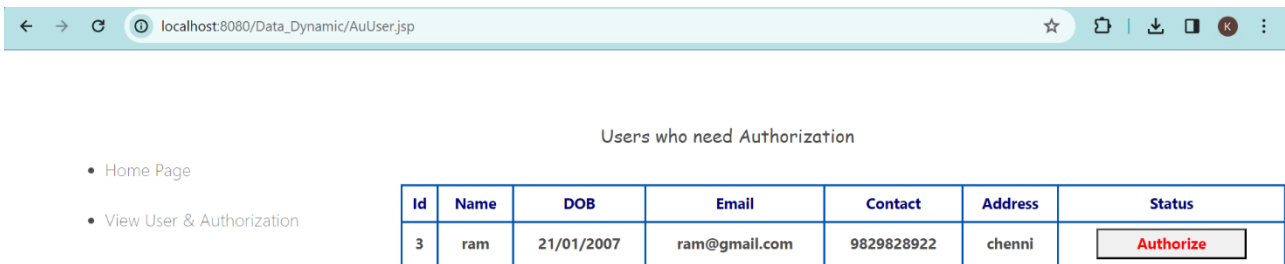 localhost:8080/Data_Dynamic/AuUser.jsp
K
Users who need Authorization
Home Page
View User & Authorization
Id Name DOB Email Contact Address Status
3 ram 21/01/2007 ram@gmail.com 9829828922 chenni Authorize